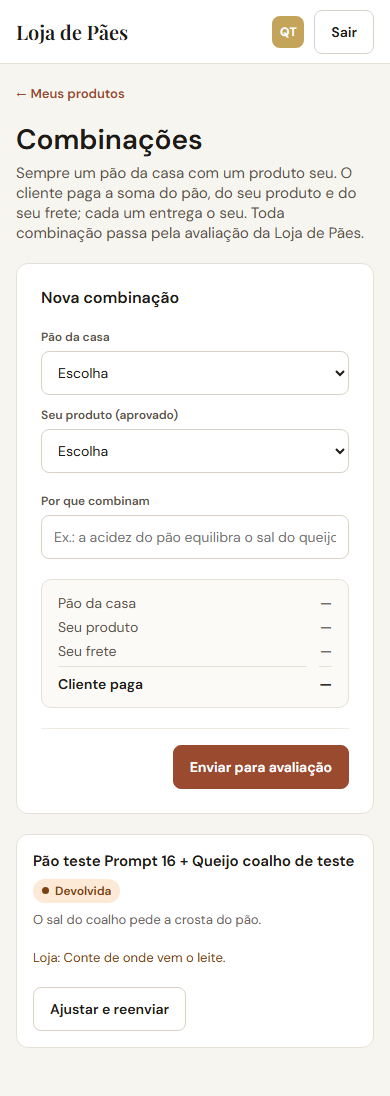 Loja de Pães
QT
Sair
← Meus produtos
Combinações
Sempre um pão da casa com um produto seu. O
cliente paga a soma do pão, do seu produto e do
seu frete; cada um entrega o seu. Toda
combinação passa pela avaliação da Loja de Pães.
Nova combinação
Pão da casa
Escolha
Seu produto (aprovado)
Escolha
Por que combinam
Ex.: a acidez do pão equilibra o sal do queijo
Pão da casa —
Seu produto —
Seu frete —
Cliente paga —
Enviar para avaliação
Pão teste Prompt 16 + Queijo coalho de teste
Devolvida
O sal do coalho pede a crosta do pão.
Loja: Conte de onde vem o leite.
Ajustar e reenviar